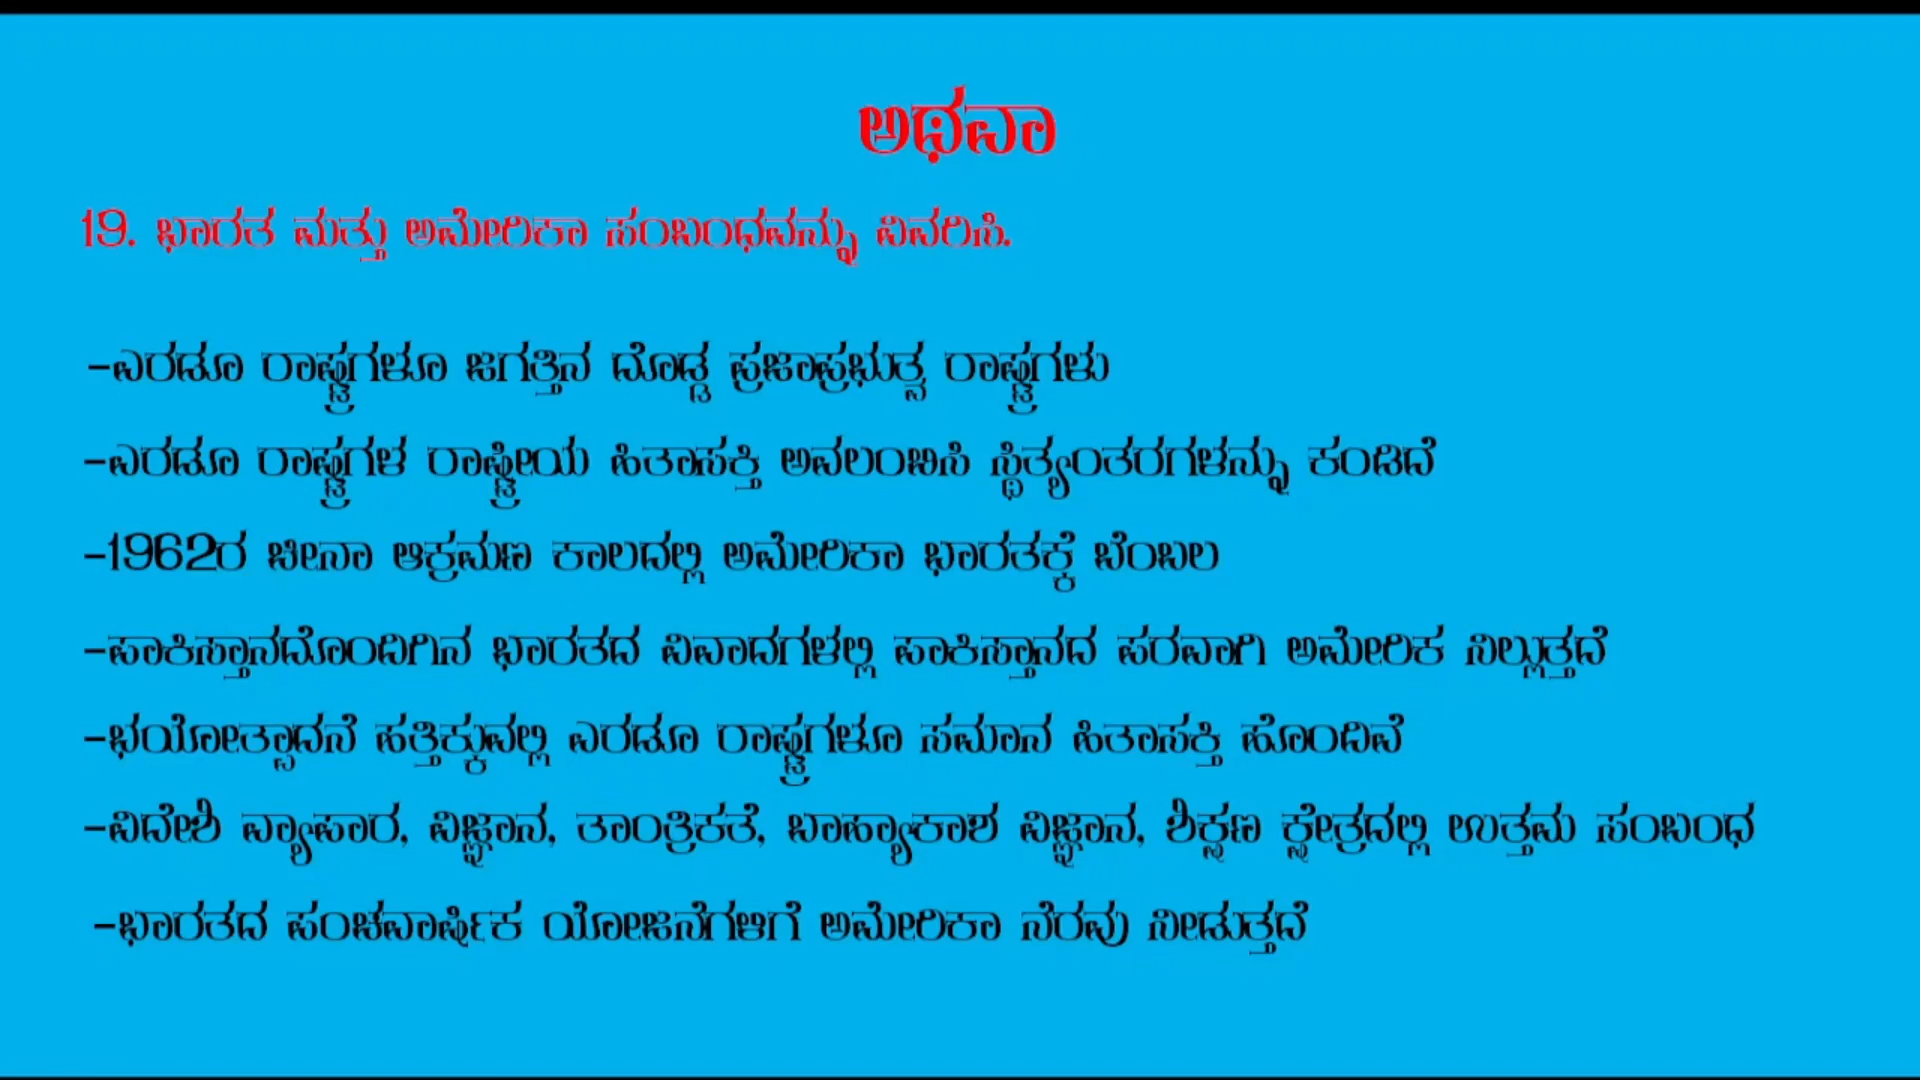 ಅಥವಾ
19. ಭಾರತ ಮತ್ತು ಅಮೇರಿಕಾ ಸಂಬಂಧವನ್ನು ವಿವರಿಸಿ.
-ಎರಡೂ ರಾಷ್ಟ್ರಗಳೂ ಜಗತ್ತಿನ ದೊಡ್ಡ ಪ್ರಜಾಪ್ರಭುತ್ವ ರಾಷ್ಟ್ರಗಳು
-ಎರಡೂ ರಾಷ್ಟ್ರಗಳ ರಾಷ್ಟ್ರೀಯ ಹಿತಾಸಕ್ತಿ ಅವಲಂಬಿಸಿ ಸ್ಥಿತ್ಯಂತರಗಳನ್ನು ಕಂಡಿದೆ
-1962ರ ಚೀನಾ ಆಕ್ರಮಣ ಕಾಲದಲ್ಲಿ ಅಮೇರಿಕಾ ಭಾರತಕ್ಕೆ ಬೆಂಬಲ
-ಪಾಕಿಸ್ತಾನದೊಂದಿಗಿನ ಭಾರತದ ವಿವಾದಗಳಲ್ಲಿ ಪಾಕಿಸ್ತಾನದ ಪರವಾಗಿ ಅಮೇರಿಕ ನಿಲ್ಲುತ್ತದೆ
-ಭಯೋತ್ಪಾದನೆ ಹತ್ತಿಕ್ಕುವಲ್ಲಿ ಎರಡೂ ರಾಷ್ಟ್ರಗಳೂ ಸಮಾನ ಹಿತಾಸಕ್ತಿ ಹೊಂದಿವೆ
-ವಿದೇಶಿ ವ್ಯಾಪಾರ, ವಿಜ್ಞಾನ, ತಾಂತ್ರಿಕತೆ, ಬಾಹ್ಯಾಕಾಶ ವಿಜ್ಞಾನ, ಶಿಕ್ಷಣ ಕ್ಷೇತ್ರದಲ್ಲಿ ಉತ್ತಮ ಸಂಬಂಧ
-ಭಾರತದ ಪಂಚವಾರ್ಷಿಕ ಯೋಜನೆಗಳಿಗೆ ಅಮೇರಿಕಾ ನೆರವು ನೀಡುತ್ತದೆ